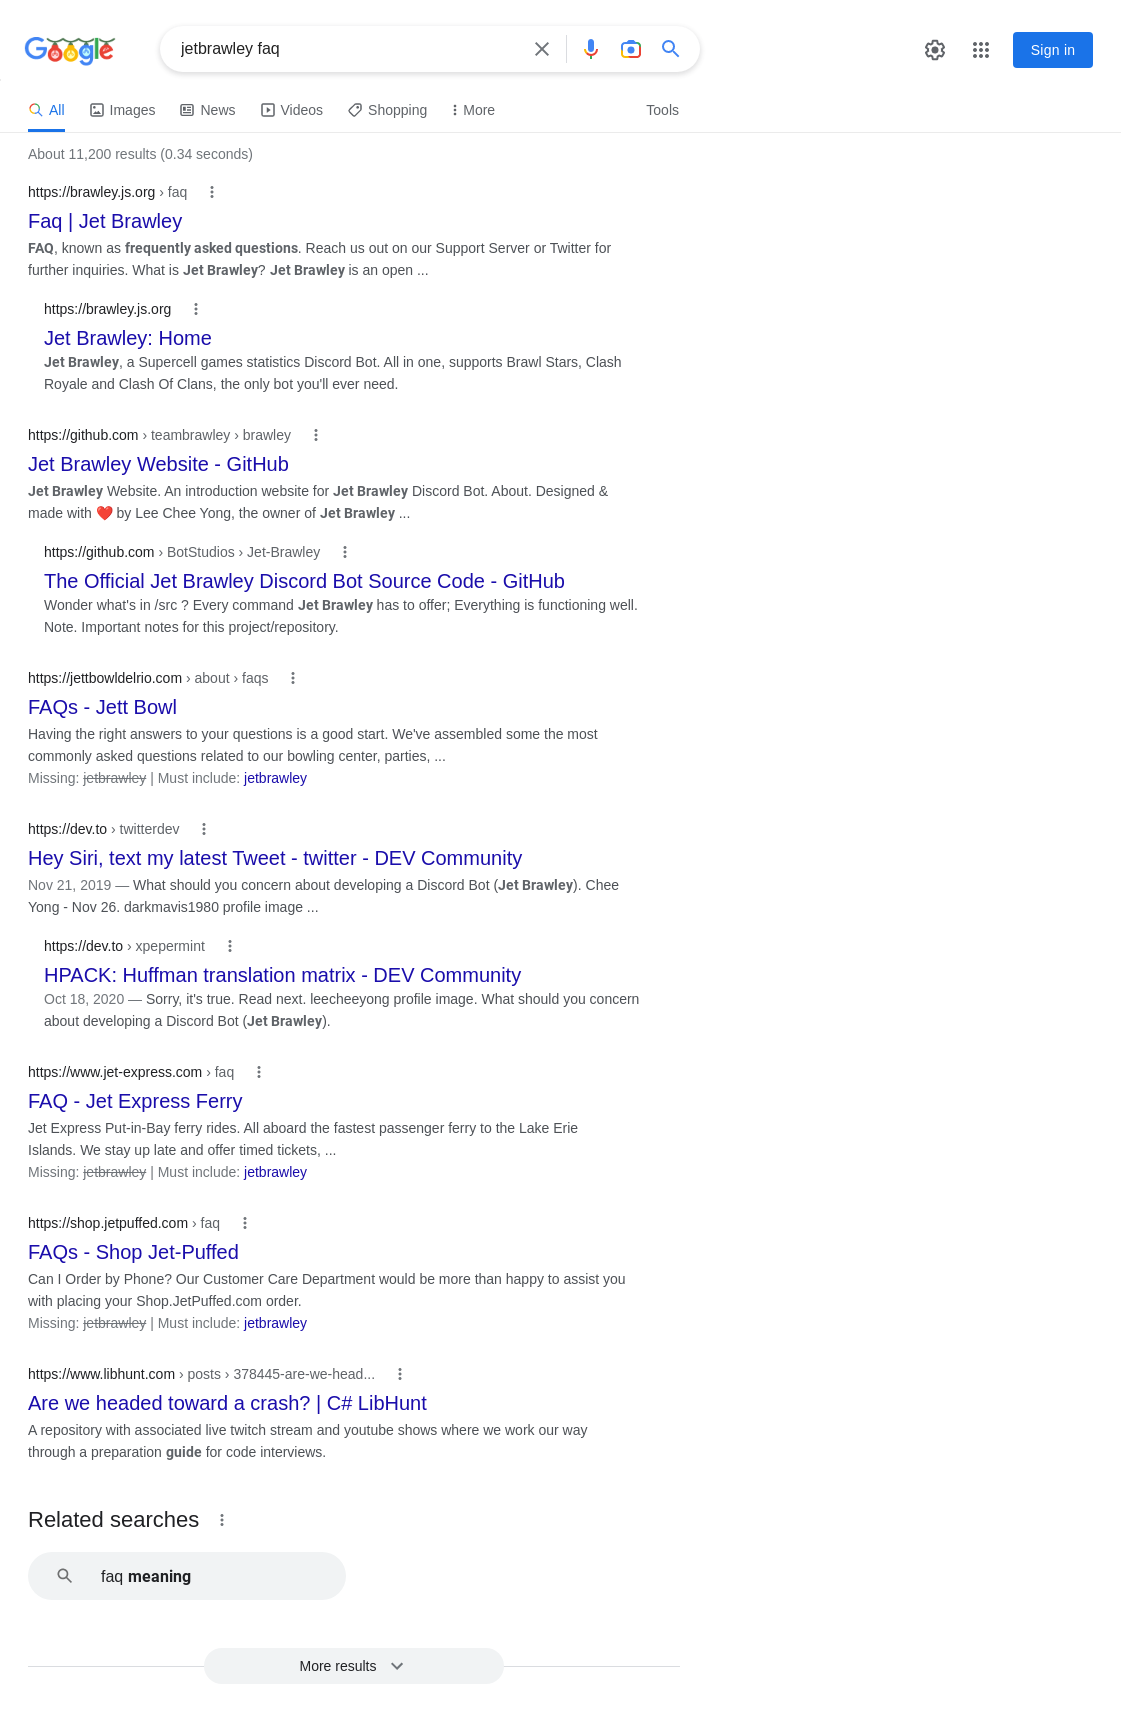 Google
jetbrawley faq
Sign in
All Images News Videos Shopping More Tools
About 11,200 results (0.34 seconds)
https://brawley.js.org › faq
Faq | Jet Brawley
FAQ, known as frequently asked questions. Reach us out on our Support Server or Twitter for
further inquiries. What is Jet Brawley? Jet Brawley is an open ...
https://brawley.js.org
Jet Brawley: Home
Jet Brawley, a Supercell games statistics Discord Bot. All in one, supports Brawl Stars, Clash
Royale and Clash Of Clans, the only bot you'll ever need.
https://github.com › teambrawley › brawley
Jet Brawley Website - GitHub
Jet Brawley Website. An introduction website for Jet Brawley Discord Bot. About. Designed &
made with ❤️ by Lee Chee Yong, the owner of Jet Brawley ...
https://github.com › BotStudios › Jet-Brawley
The Official Jet Brawley Discord Bot Source Code - GitHub
Wonder what's in /src ? Every command Jet Brawley has to offer; Everything is functioning well.
Note. Important notes for this project/repository.
https://jettbowldelrio.com › about › faqs
FAQs - Jett Bowl
Having the right answers to your questions is a good start. We've assembled some the most
commonly asked questions related to our bowling center, parties, ...
Missing: jetbrawley | Must include: jetbrawley
https://dev.to › twitterdev
Hey Siri, text my latest Tweet - twitter - DEV Community
Nov 21, 2019 — What should you concern about developing a Discord Bot (Jet Brawley). Chee
Yong - Nov 26. darkmavis1980 profile image ...
https://dev.to › xpepermint
HPACK: Huffman translation matrix - DEV Community
Oct 18, 2020 — Sorry, it's true. Read next. leecheeyong profile image. What should you concern
about developing a Discord Bot (Jet Brawley).
https://www.jet-express.com › faq
FAQ - Jet Express Ferry
Jet Express Put-in-Bay ferry rides. All aboard the fastest passenger ferry to the Lake Erie
Islands. We stay up late and offer timed tickets, ...
Missing: jetbrawley | Must include: jetbrawley
https://shop.jetpuffed.com › faq
FAQs - Shop Jet-Puffed
Can I Order by Phone? Our Customer Care Department would be more than happy to assist you
with placing your Shop.JetPuffed.com order.
Missing: jetbrawley | Must include: jetbrawley
https://www.libhunt.com › posts › 378445-are-we-head...
Are we headed toward a crash? | C# LibHunt
A repository with associated live twitch stream and youtube shows where we work our way
through a preparation guide for code interviews.
Related searches
faq meaning
More results